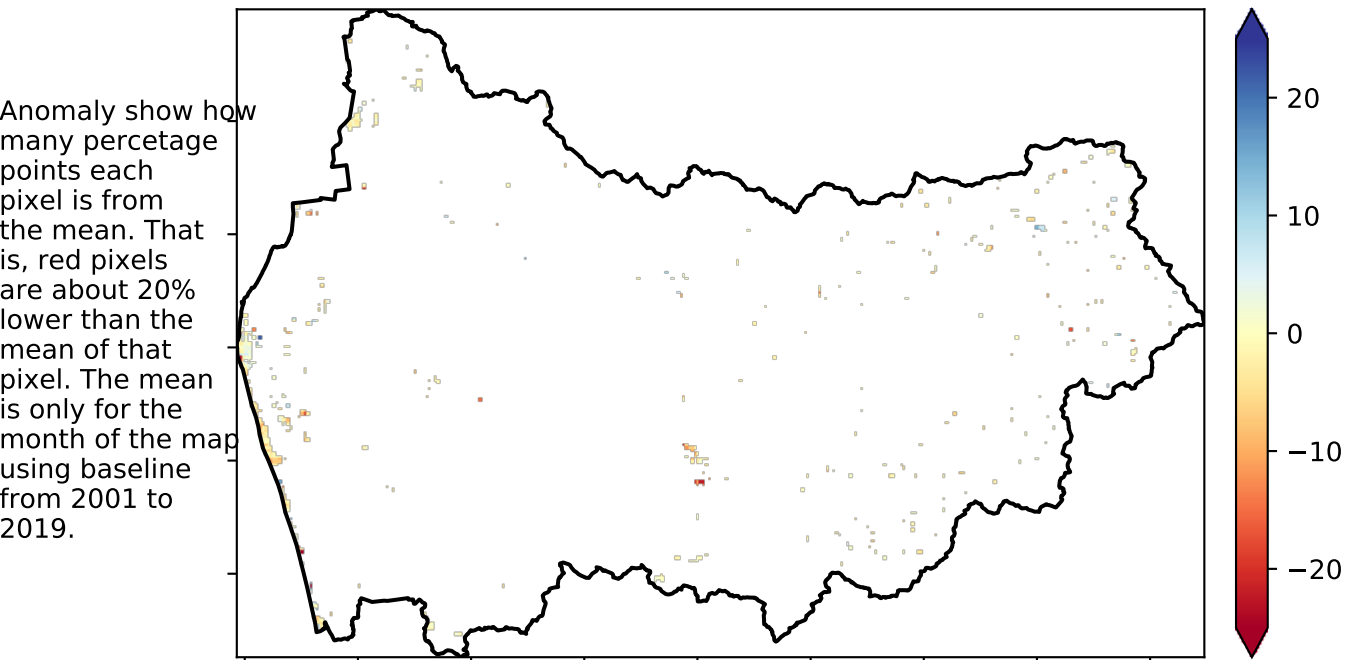 Anomaly show how
many percetage
points each
pixel is from
the mean. That
is, red pixels
are about 20%
lower than the
mean of that
pixel. The mean
is only for the
month of the map
using baseline
from 2001 to
2019.
20
10
0
−10
−20